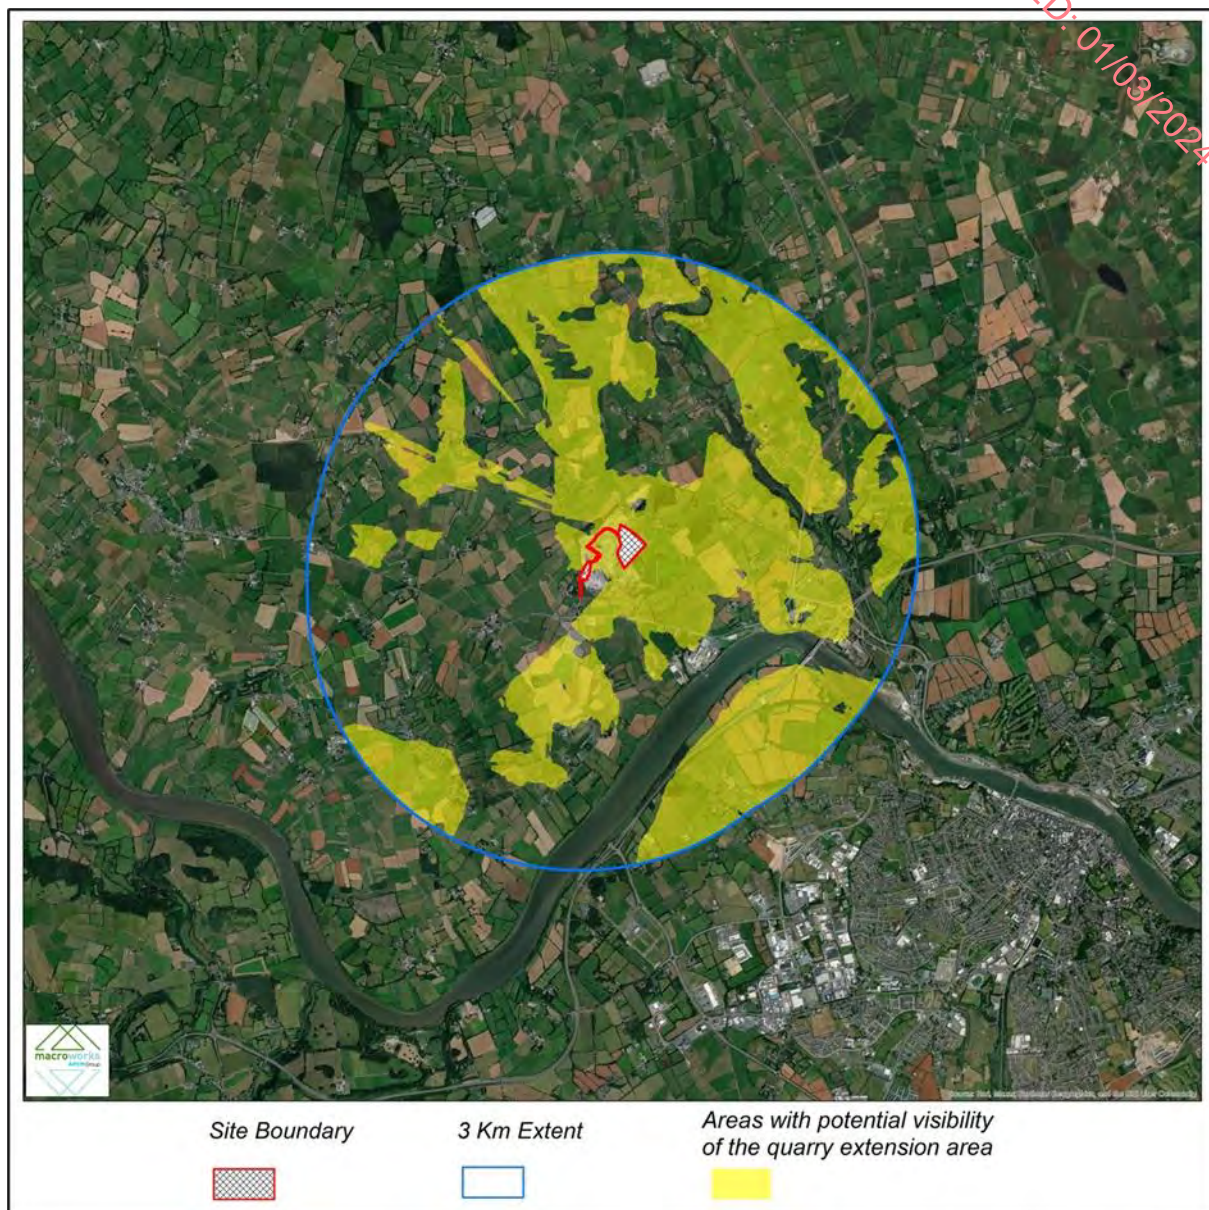 D: 01/03/2024
macroworks
Site Boundary
3 Km Extent
Areas with potential visibility
of the quarry extension area